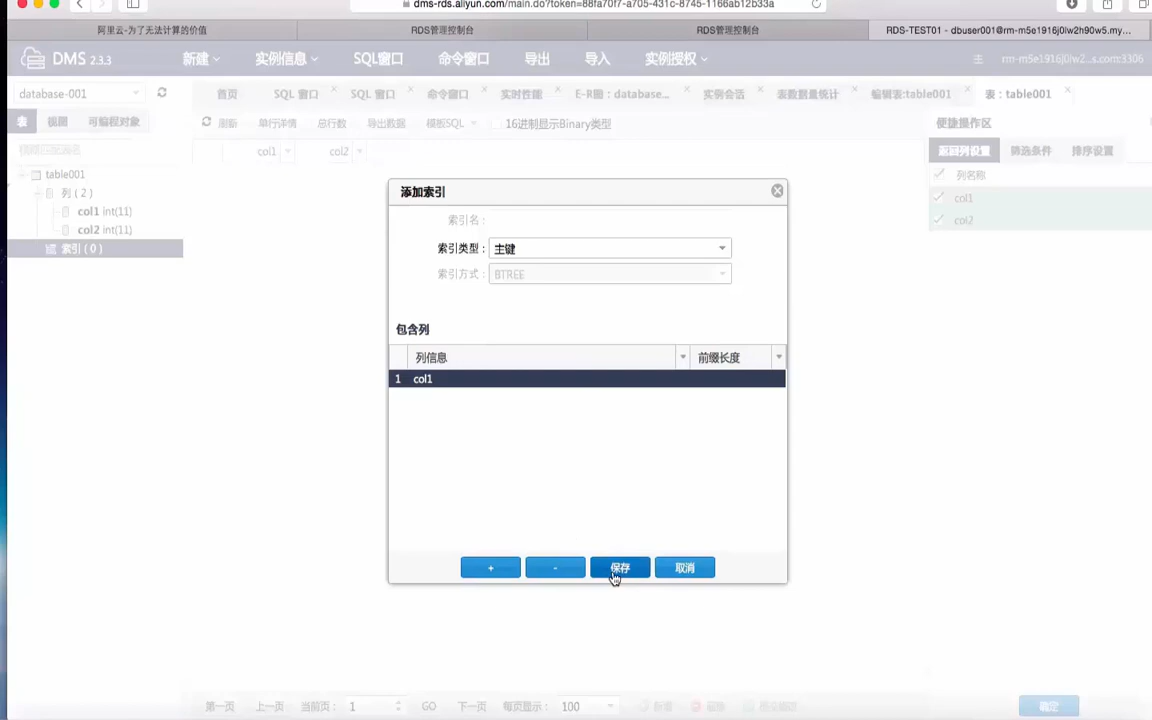 dms-rds.aliyun.com/main.do?token=88fa70f7-a705-431c-8745-1166ab12b33a
阿里云-为了无法计算的价值 RDS管理控制台 RDS管理控制台 RDS-TEST01 - dbuser001@rm-m5e1916j0lw2h90w5.my...
DMS 2.3.3 新建 实例信息 SQL窗口 命令窗口 导出 导入 实例授权 rm-m5e1916j0lw2...s.com:3306
database-001 首页 SQL 窗口 SQL 窗口 命令窗口 实时性能 E-R图：database... 实例会话 表数据量统计 编辑表:table001 表：table001
表 视图 可编程对象 刷新 单行详情 总行数 导出数据 模板SQL 16进制显示Binary类型 便捷操作区
col1 col2 返回列设置 筛选条件 排序设置
table001 列名称
列 ( 2 )
col1 int(11) col1
col2 int(11) col2
索引 ( 0 )
添加索引
索引名：
索引类型： 主键
索引方式： BTREE
包含列
列信息 前缀长度
1 col1
+ - 保存 取消
第一页 上一页 当前页： 1 GO 下一页 每页显示： 100 新增 删除 确定